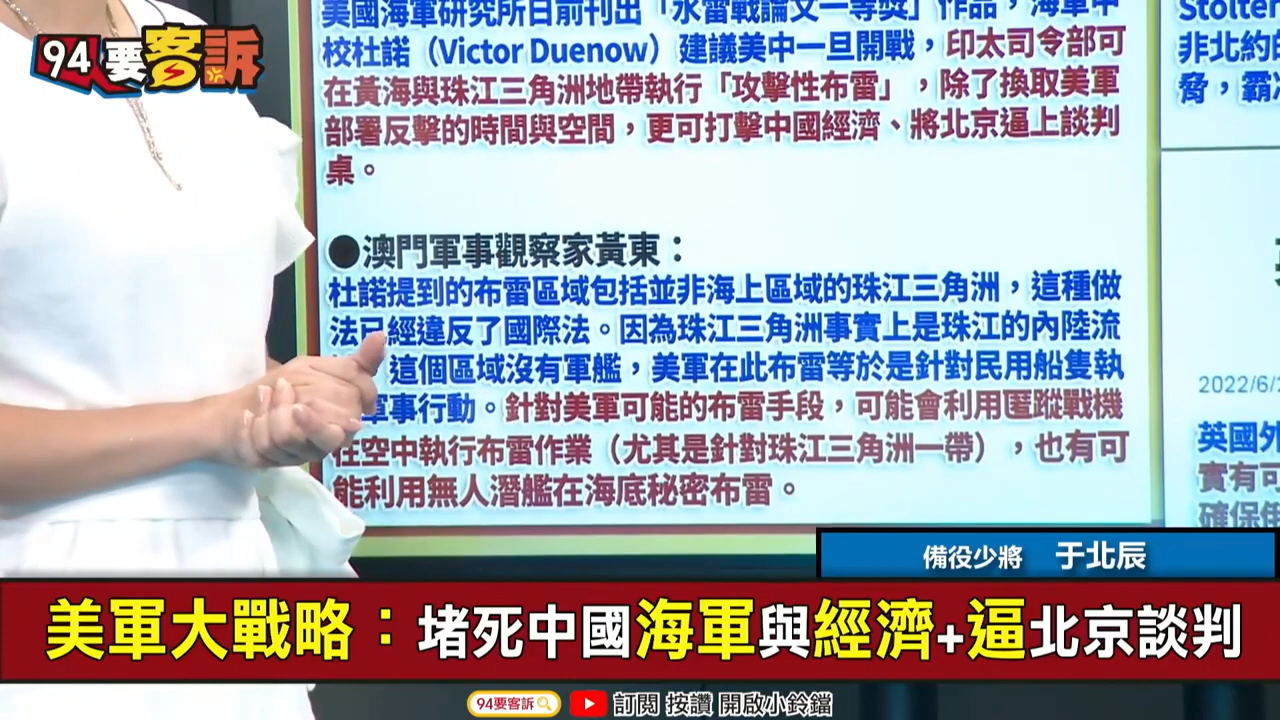 94要客訴
美國海軍研究所日前刊出「水雷戰論文一等獎」作品，海軍中
校杜諾（Victor Duenow）建議美中一旦開戰，印太司令部可
在黃海與珠江三角洲地帶執行「攻擊性布雷」，除了換取美軍
部署反擊的時間與空間，更可打擊中國經濟、將北京逼上談判
桌。
●澳門軍事觀察家黃東：
杜諾提到的布雷區域包括並非海上區域的珠江三角洲，這種做
法已經違反了國際法。因為珠江三角洲事實上是珠江的內陸流
這個區域沒有軍艦，美軍在此布雷等於是針對民用船隻執
軍事行動。針對美軍可能的布雷手段，可能會利用匿蹤戰機
在空中執行布雷作業（尤其是針對珠江三角洲一帶），也有可
能利用無人潛艦在海底秘密布雷。
Stolten
非北約
脅，霸
2022/6/2
英國外
實有可
確保
備役少將 于北辰
美軍大戰略：堵死中國海軍與經濟+逼北京談判
94要客訴 訂閱 按讚 開啟小鈴鐺